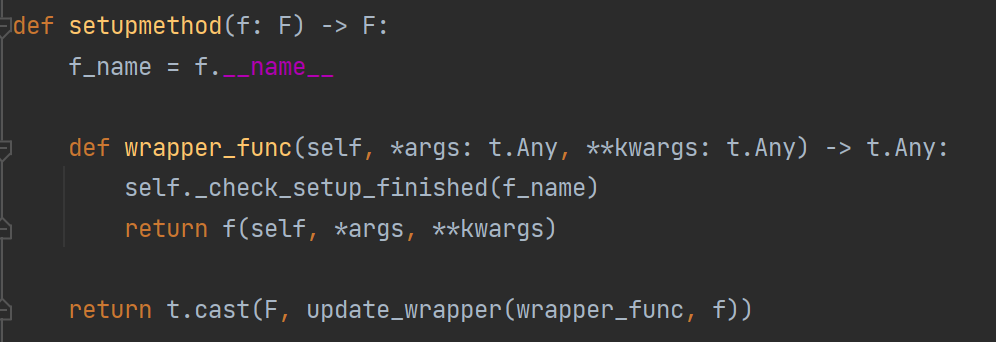 def setupmethod(f: F) -> F:
    f_name = f.__name__
    def wrapper_func(self, *args: t.Any, **kwargs: t.Any) -> t.Any:
        self._check_setup_finished(f_name)
        return f(self, *args, **kwargs)
    return t.cast(F, update_wrapper(wrapper_func, f))